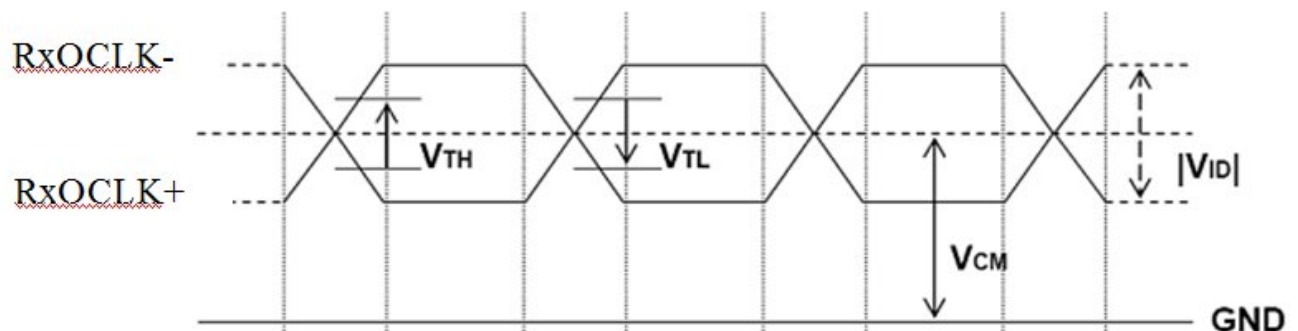 RxOCLK-
VTH
VTL
|VID|
RxOCLK+
VCM
GND